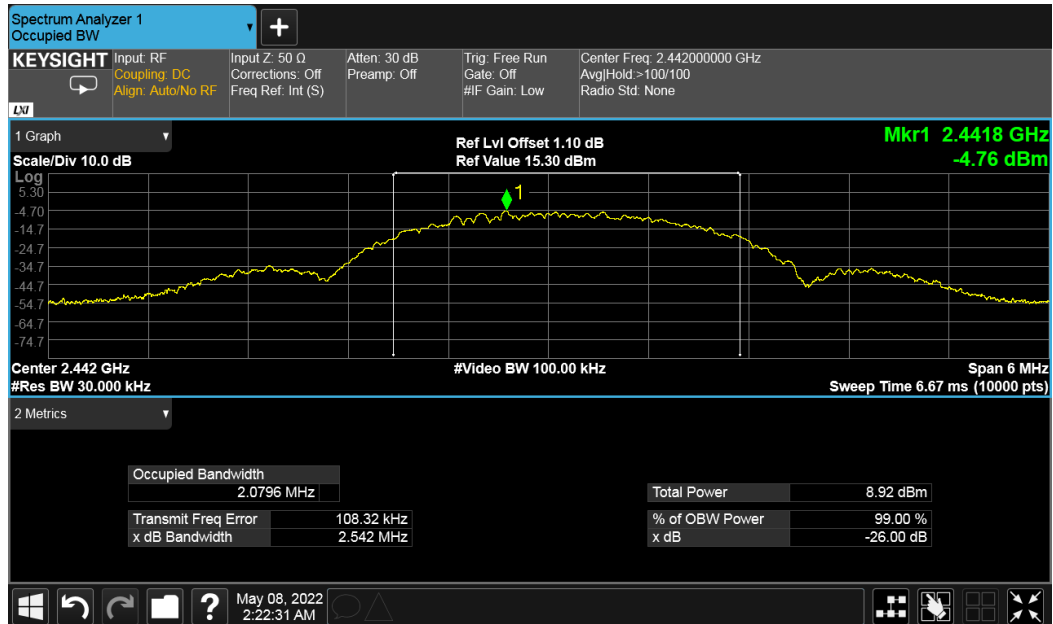 Spectrum Analyzer 1
Occupied BW
+
KEYSIGHT
LXI
Input: RF
Coupling: DC
Align: Auto/No RF
Input Z: 50 Ω
Corrections: Off
Freq Ref: Int (S)
Atten: 30 dB
Preamp: Off
Trig: Free Run
Gate: Off
#IF Gain: Low
Center Freq: 2.442000000 GHz
Avg|Hold:>100/100
Radio Std: None
1 Graph
Scale/Div 10.0 dB
Ref Lvl Offset 1.10 dB
Ref Value 15.30 dBm
Mkr1 2.4418 GHz
-4.76 dBm
Log
5.30
-4.70
-14.7
-24.7
-34.7
-44.7
-54.7
-64.7
-74.7
1
Center 2.442 GHz
#Video BW 100.00 kHz
Span 6 MHz
#Res BW 30.000 kHz
Sweep Time 6.67 ms (10000 pts)
2 Metrics
Occupied Bandwidth
2.0796 MHz
Total Power 8.92 dBm
Transmit Freq Error 108.32 kHz
% of OBW Power 99.00 %
x dB Bandwidth 2.542 MHz
x dB -26.00 dB
?
May 08, 2022
2:22:31 AM